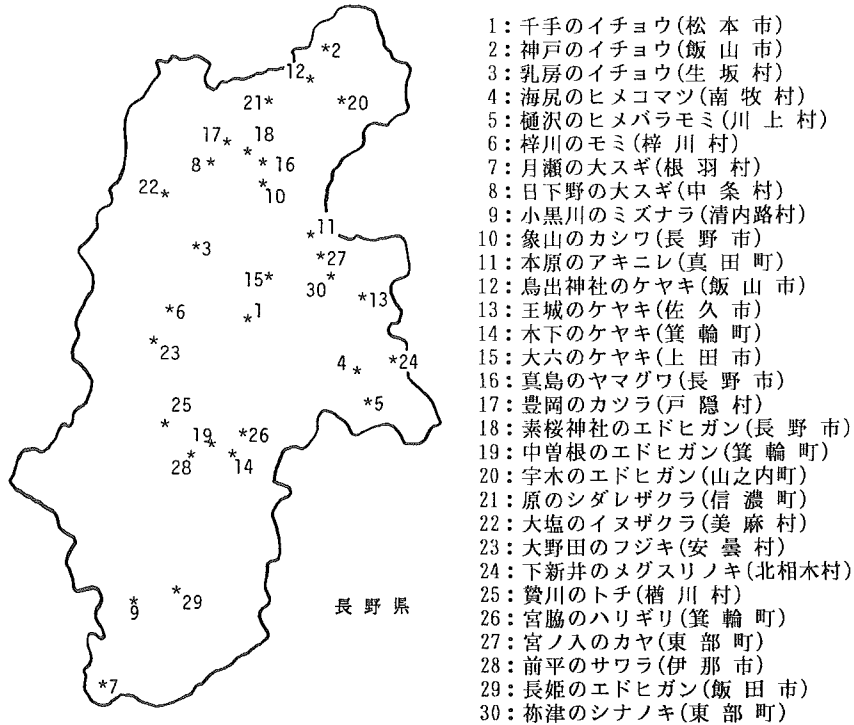 1:千手のイチョウ(松本市)
2:神戸のイチョウ(飯山市)
3:乳房のイチョウ(生坂村)
4:海尻のヒメコマツ(南牧村)
5:樋沢のヒメバラモミ(川上村)
6:梓川のモミ(梓川村)
7:月瀬の大スギ(根羽村)
8:日下野の大スギ(中条村)
9:小黒川のミズナラ(清内路村)
10:象山のカシワ(長野市)
11:本原のアキニレ(真田町)
12:鳥出神社のケヤキ(飯山市)
13:王城のケヤキ(佐久市)
14:木下のケヤキ(箕輪町)
15:大六のケヤキ(上田市)
16:真島のヤマグワ(長野市)
17:豊岡のカツラ(戸隠村)
18:素桜神社のエドヒガン(長野市)
19:中曽根のエドヒガン(箕輪町)
20:宇木のエドヒガン(山之内町)
21:原のシダレザクラ(信濃町)
22:大塩のイヌザクラ(美麻村)
23:大野田のフジキ(安曇村)
24:下新井のメグスリノキ(北相木村)
25:贄川のトチ(楢川村)
26:宮脇のハリギリ(箕輪町)
27:宮ノ入のカヤ(東部町)
28:前平のサワラ(伊那市)
29:長姫のエドヒガン(飯田市)
30:祢津のシナノキ(東部町)
*2
12*
21* *20
17* 18
8* * *16
22* *10
*11
*3 *27
15* 30* *13
*6 *1
*23
4* *24
*5
25
* 19* *26
28* *14
*9 *29
長野県
*7